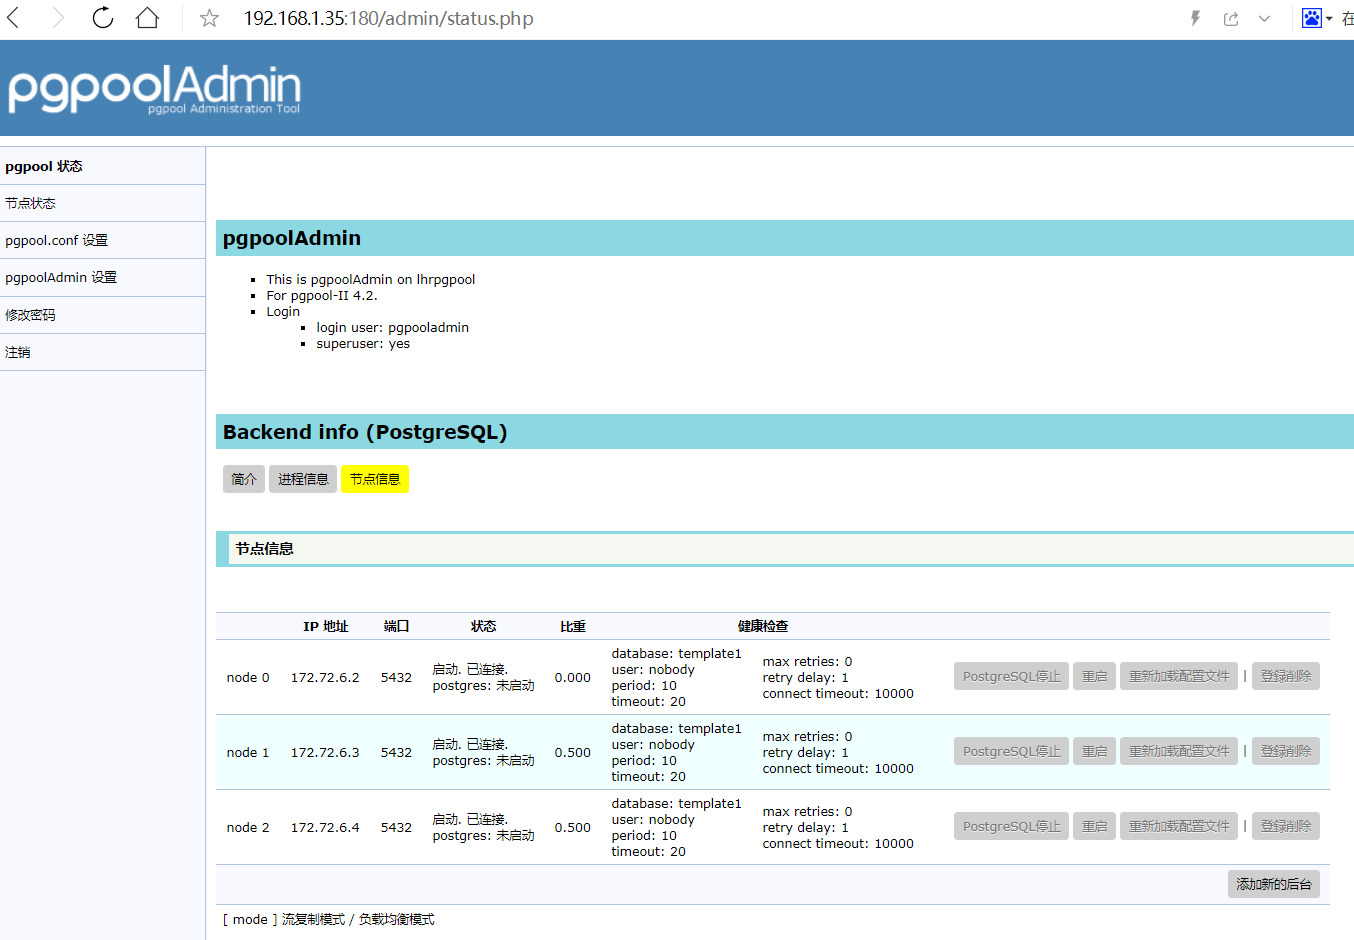 192.168.1.35:180/admin/status.php
在
pgpoolAdmin
pgpool Administration Tool
pgpool 状态
节点状态
pgpool.conf 设置
pgpoolAdmin 设置
修改密码
注销
pgpoolAdmin
This is pgpoolAdmin on lhrpgpool
For pgpool-II 4.2.
Login
login user: pgpooladmin
superuser: yes
Backend info (PostgreSQL)
简介 进程信息 节点信息
节点信息
IP 地址 端口 状态 比重 健康检查
node 0 172.72.6.2 5432 启动. 已连接. postgres: 未启动 0.000 database: template1 user: nobody period: 10 timeout: 20 max retries: 0 retry delay: 1 connect timeout: 10000 PostgreSQL停止 重启 重新加载配置文件 | 登録削除
node 1 172.72.6.3 5432 启动. 已连接. postgres: 未启动 0.500 database: template1 user: nobody period: 10 timeout: 20 max retries: 0 retry delay: 1 connect timeout: 10000 PostgreSQL停止 重启 重新加载配置文件 | 登録削除
node 2 172.72.6.4 5432 启动. 已连接. postgres: 未启动 0.500 database: template1 user: nobody period: 10 timeout: 20 max retries: 0 retry delay: 1 connect timeout: 10000 PostgreSQL停止 重启 重新加载配置文件 | 登録削除
添加新的后台
[ mode ] 流复制模式 / 负载均衡模式